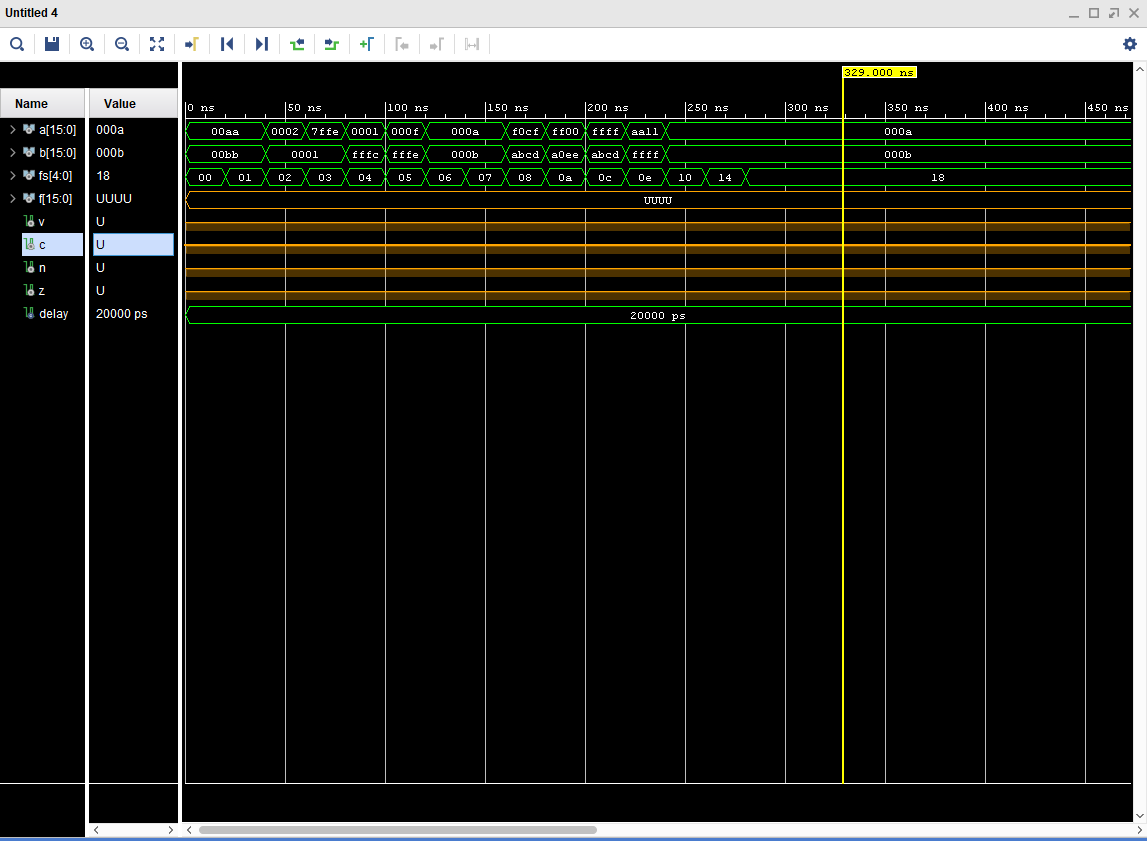 Untitled 4
329.000 ns
Name Value
0 ns 50 ns 100 ns 150 ns 200 ns 250 ns 300 ns 350 ns 400 ns 450 ns
a[15:0] 000a 00aa 0002 7ffe 0001 000f 000a f0cf ff00 ffff aa11 000a
b[15:0] 000b 00bb 0001 fffc fffe 000b abcd a0ee abcd ffff 000b
fs[4:0] 18 00 01 02 03 04 05 06 07 08 0a 0c 0e 10 14 18
f[15:0] UUUU UUUU
v U
c U
n U
z U
delay 20000 ps 20000 ps